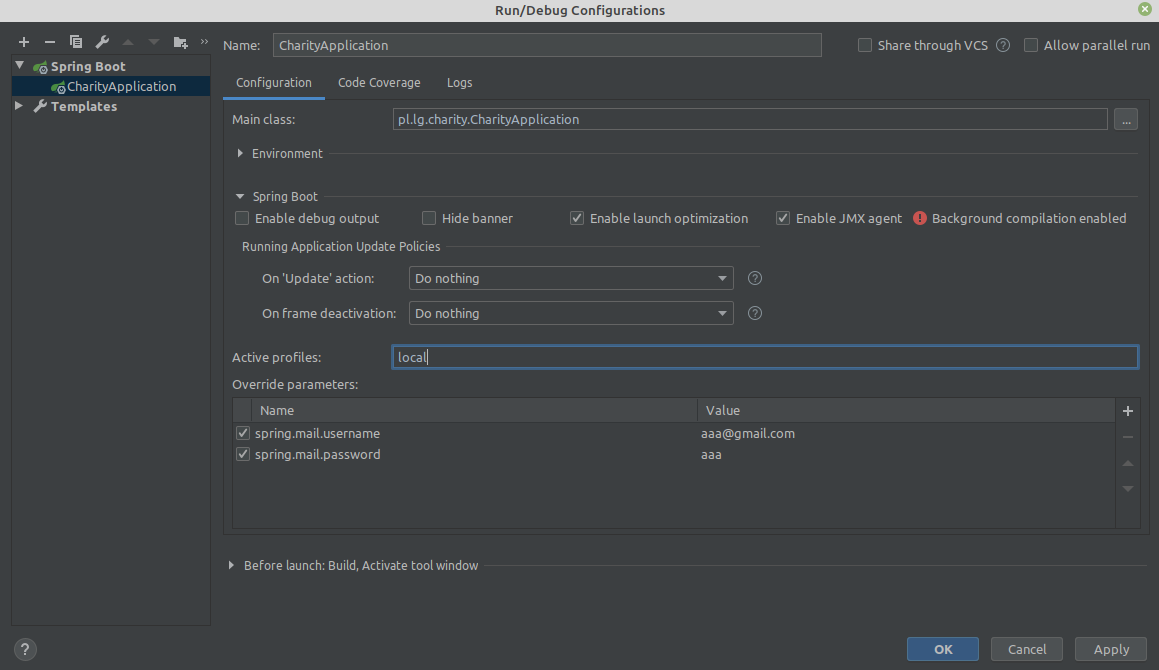 Run/Debug Configurations
Name: CharityApplication
Share through VCS ?
Allow parallel run
Spring Boot
CharityApplication
Templates
Configuration Code Coverage Logs
Main class: pl.lg.charity.CharityApplication ...
Environment
Spring Boot
Enable debug output Hide banner Enable launch optimization Enable JMX agent ! Background compilation enabled
Running Application Update Policies
On 'Update' action: Do nothing ?
On frame deactivation: Do nothing ?
Active profiles: local
Override parameters:
Name Value
spring.mail.username aaa@gmail.com
spring.mail.password aaa
Before launch: Build, Activate tool window
? OK Cancel Apply